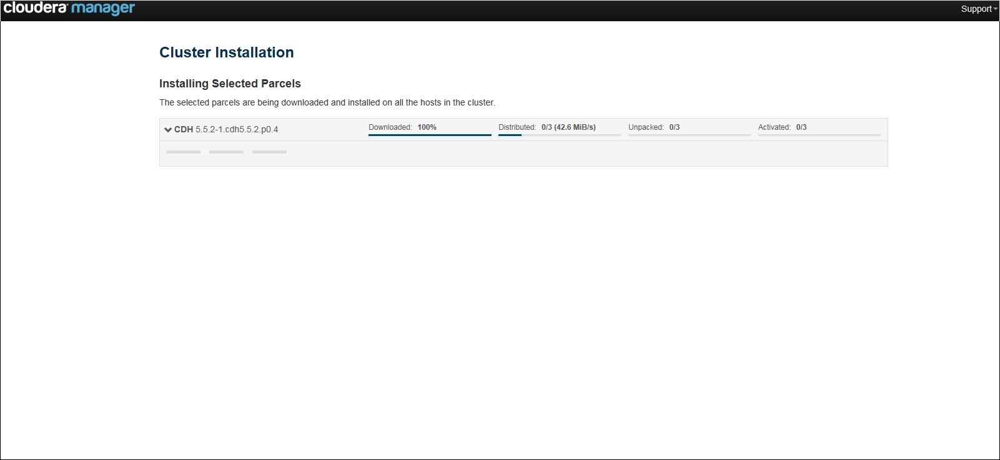 cloudera manager Support
Cluster Installation
Installing Selected Parcels
The selected parcels are being downloaded and installed on all the hosts in the cluster.
CDH 5.5.2-1.cdh5.5.2.p0.4 Downloaded: 100% Distributed: 0/3 (42.6 MiB/s) Unpacked: 0/3 Activated: 0/3